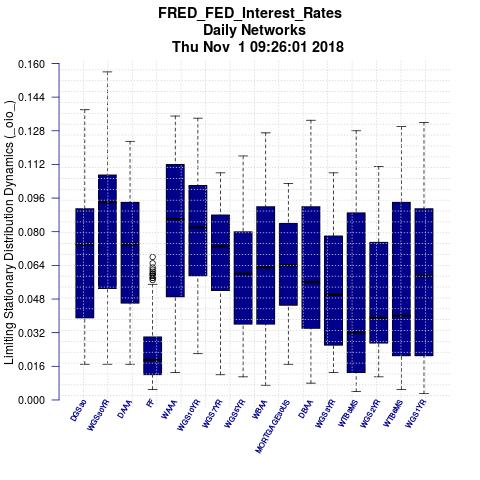 FRED_FED_Interest_Rates
Daily Networks
Thu Nov  1 09:26:01 2018
Limiting Stationary Distribution Dynamics (_oio_)
0.160
0.144
0.128
0.112
0.096
0.080
0.064
0.048
0.032
0.016
0.000
DGS30
WGS20YR
DAAA
FF
WAAA
WGS10YR
WGS7YR
WGS5YR
WBAA
MORTGAGE30US
DBAA
WGS3YR
WTB3MS
WGS2YR
WTB6MS
WGS1YR